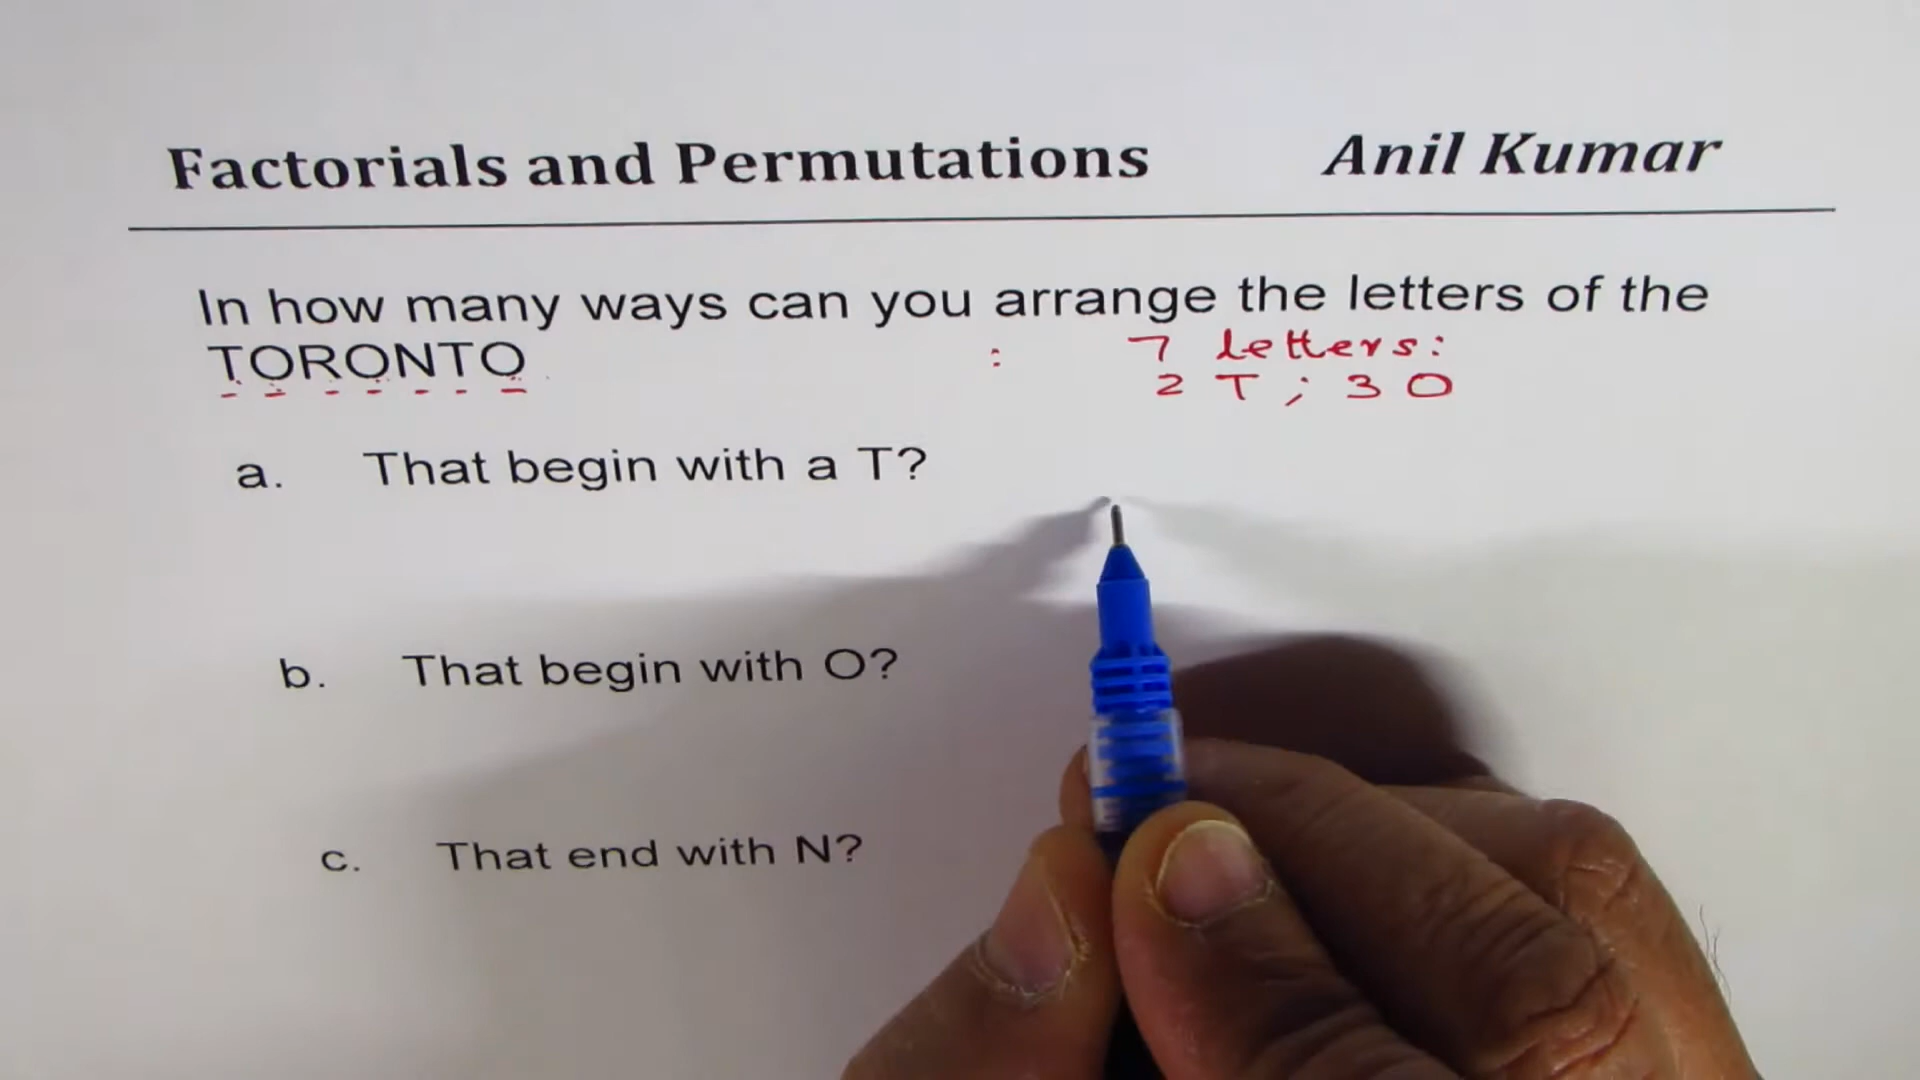 Factorials and Permutations Anil Kumar
In how many ways can you arrange the letters of the
TORONTO : 7 letters:
2 T ; 3 O
a. That begin with a T?
b. That begin with O?
c. That end with N?